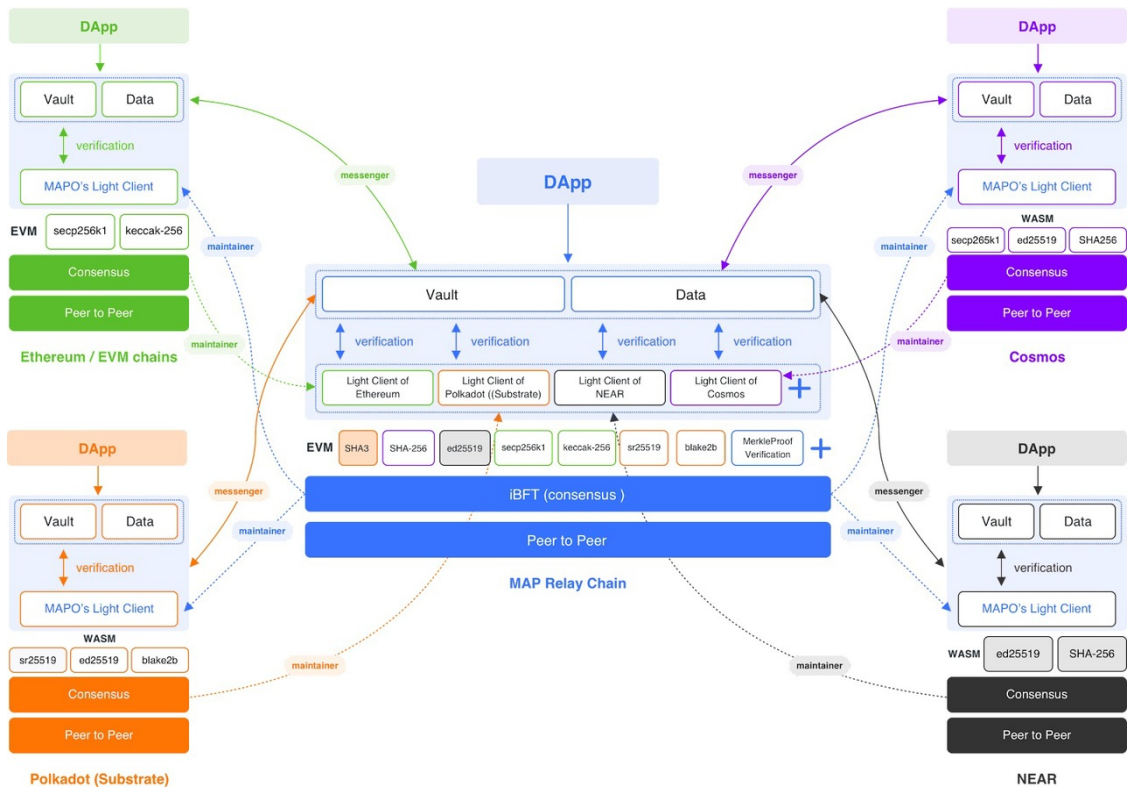 DApp
Vault
Data
verification
MAPO's Light Client
EVM
secp256k1
keccak-256
Consensus
Peer to Peer
Ethereum / EVM chains
messenger
maintainer
maintainer
DApp
Vault
Data
verification
verification
verification
verification
Light Client of
Ethereum
Light Client of
Polkadot ((Substrate)
Light Client of
NEAR
Light Client of
Cosmos
EVM
SHA3
SHA-256
ed25519
secp256k1
keccak-256
sr25519
blake2b
MerkleProof
Verification
iBFT (consensus )
Peer to Peer
MAP Relay Chain
DApp
Vault
Data
verification
MAPO's Light Client
WASM
secp265k1
ed25519
SHA256
Consensus
Peer to Peer
Cosmos
messenger
maintainer
maintainer
DApp
Vault
Data
verification
MAPO's Light Client
WASM
sr25519
ed25519
blake2b
Consensus
Peer to Peer
Polkadot (Substrate)
messenger
maintainer
maintainer
DApp
Vault
Data
verification
MAPO's Light Client
WASM
ed25519
SHA-256
Consensus
Peer to Peer
NEAR
messenger
maintainer
maintainer